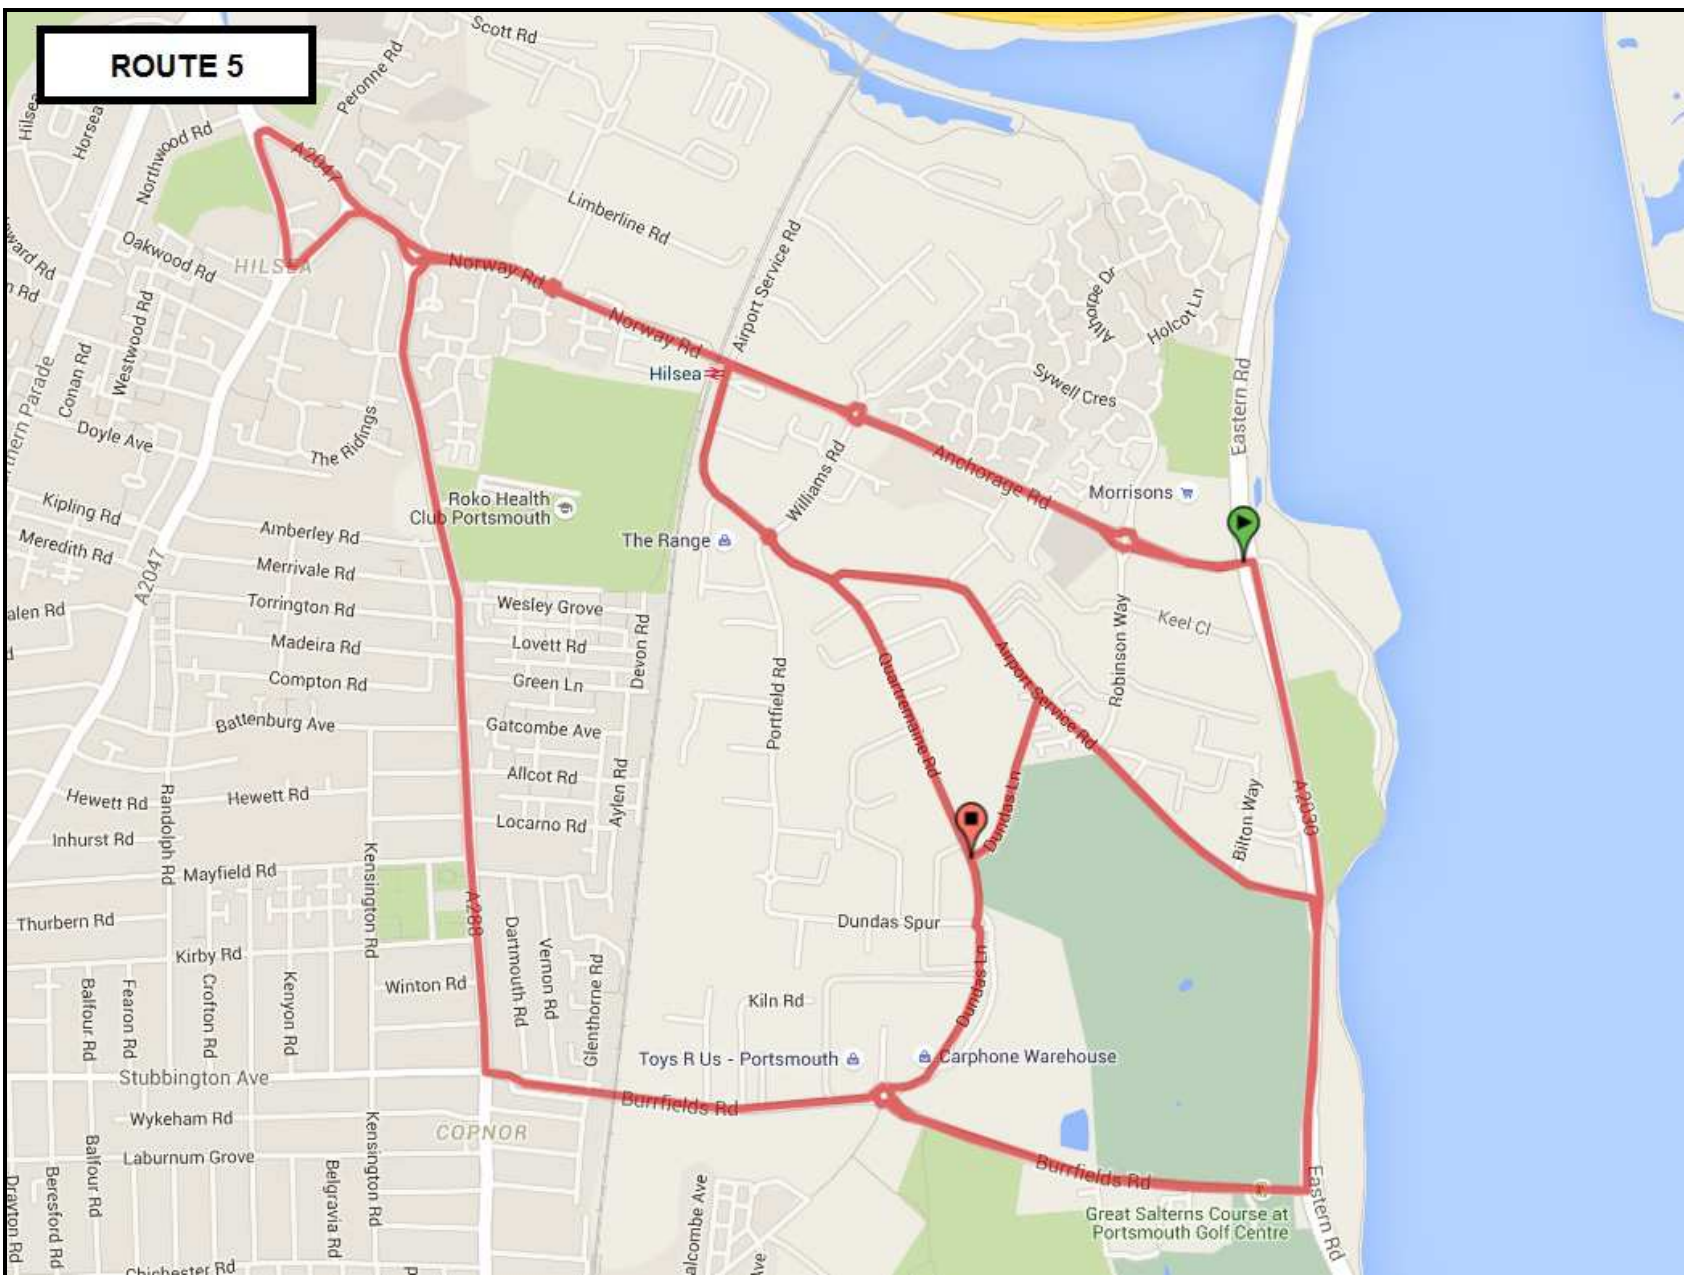 ROUTE 5
Scott Rd
Peronne Rd
Hilsea
Horsea
Northwood Rd
A2047
Limberline Rd
Airport Service Rd
Oakwood Rd
HILSEA
Norway Rd
Norway Rd
Hilsea
Westwood Rd
Conan Rd
Doyle Ave
The Ridings
Althorpe Dr
Holcot Ln
Sywell Cres
Eastern Rd
Williams Rd
Anchorage Rd
Morrisons
Roko Health
Club Portsmouth
The Range
Kipling Rd
Meredith Rd
A2047
Amberley Rd
Merrivale Rd
Torrington Rd
Madeira Rd
Compton Rd
Battenburg Ave
Wesley Grove
Lovett Rd
Green Ln
Devon Rd
Gatcombe Ave
Allcot Rd
Locarno Rd
Aylen Rd
Portfield Rd
Quartremaine Rd
Airport Service Rd
Robinson Way
Keel Cl
Dundas Ln
Bilton Way
A2030
Hewett Rd
Hewett Rd
Inhurst Rd
Randolph Rd
Mayfield Rd
Kensington Rd
A288
Thurbern Rd
Kirby Rd
Winton Rd
Dartmouth Rd
Vernon Rd
Glenthorne Rd
Dundas Spur
Dundas Ln
Kiln Rd
Balfour Rd
Fearon Rd
Crofton Rd
Kenyon Rd
Stubbington Ave
Toys R Us - Portsmouth
Carphone Warehouse
Burrfields Rd
Wykeham Rd
COPNOR
Laburnum Grove
Kensington Rd
Balfour Rd
Beresford Rd
Drayton Rd
Belgravia Rd
Burrfields Rd
Great Salterns Course at
Portsmouth Golf Centre
Eastern Rd
Chichester Rd